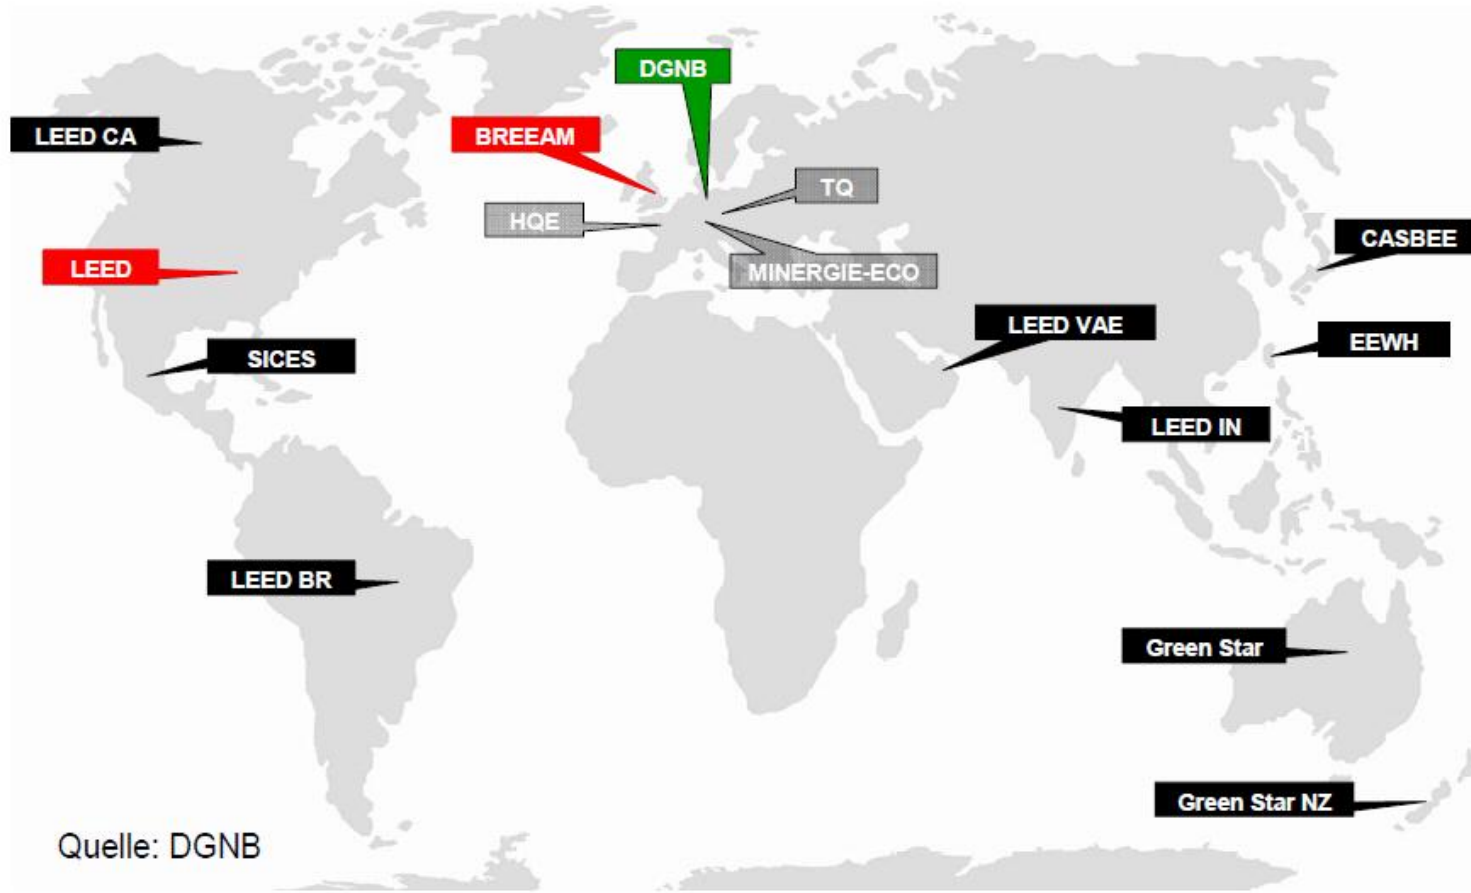 DGNB
LEED CA
BREEAM
TQ
HQE
CASBEE
LEED
MINERGIE-ECO
LEED VAE
EEWH
SICES
LEED IN
LEED BR
Green Star
Green Star NZ
Quelle: DGNB